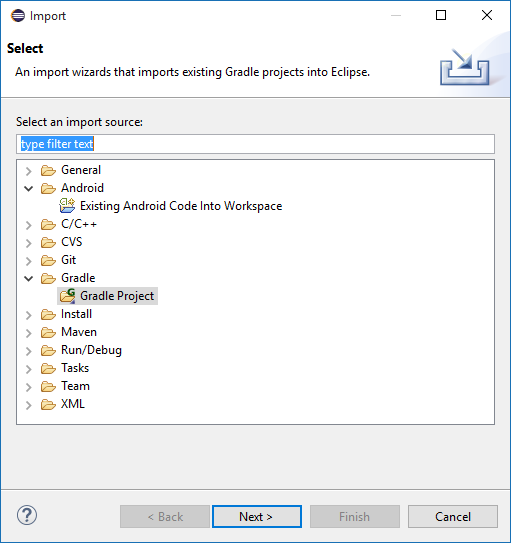 Import
Select
An import wizards that imports existing Gradle projects into Eclipse.
Select an import source:
type filter text
General
Android
Existing Android Code Into Workspace
C/C++
CVS
Git
Gradle
Gradle Project
Install
Maven
Run/Debug
Tasks
Team
XML
?
< Back
Next >
Finish
Cancel